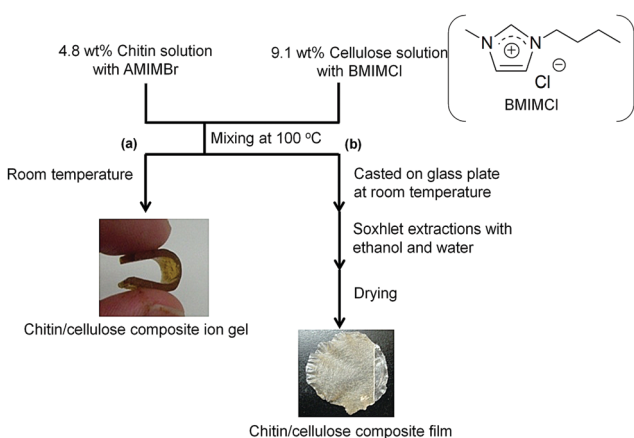 4.8 wt% Chitin solution
with AMIMBr
9.1 wt% Cellulose solution
with BMIMCl
N
N
+
Cl
−
BMIMCl
Mixing at 100 ºC
(a)
(b)
Room temperature
Casted on glass plate
at room temperature
Soxhlet extractions with
ethanol and water
Drying
Chitin/cellulose composite ion gel
Chitin/cellulose composite film